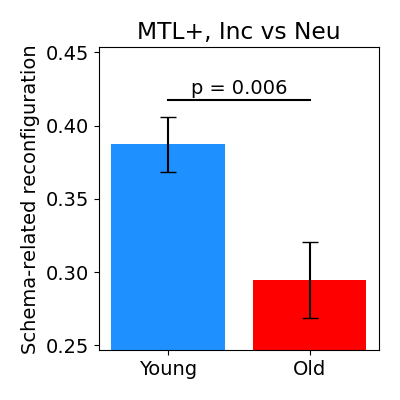 MTL+, Inc vs Neu
Schema-related reconfiguration
0.45
0.40
0.35
0.30
0.25
p = 0.006
Young
Old